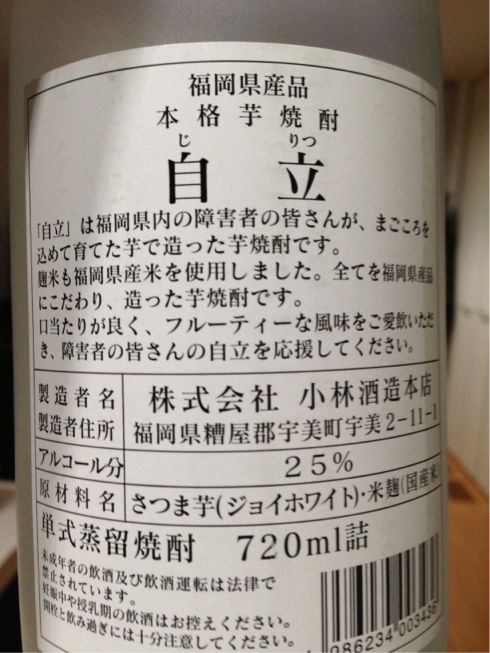 福岡県産品
本格芋焼酎
じ りつ
自 立
「自立」は福岡県内の障害者の皆さんが、まごころを
込めて育てた芋で造った芋焼酎です。
麹米も福岡県産米を使用しました。全てを福岡県産品
にこだわり、造った芋焼酎です。
口当たりが良く、フルーティーな風味をご愛飲いただ
き、障害者の皆さんの自立を応援してください。
製造者名 株式会社 小林酒造本店
製造者住所 福岡県糟屋郡宇美町宇美2-11-1
アルコール分 25%
原材料名 さつま芋(ジョイホワイト)・米麹(国産米
単式蒸留焼酎 720ml詰
未成年者の飲酒及び飲酒運転は法律で
禁止されています。
妊娠中や授乳期の飲酒はお控えください。
開栓と飲み過ぎには十分注意してください。
986234 003436